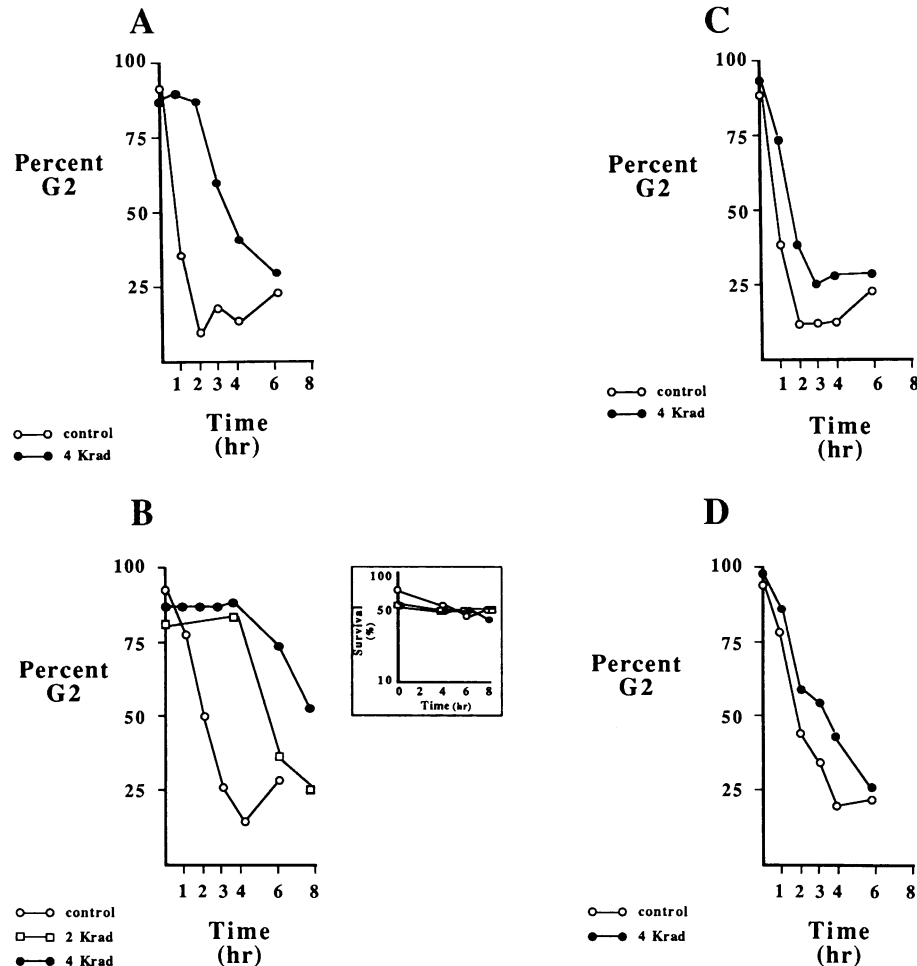 A
100
75
Percent
G2
50
25
1 2 3 4 6 8
Time
(hr)
control
4 Krad
C
100
75
Percent
G2
50
25
1 2 3 4 6 8
Time
(hr)
control
4 Krad
B
100
75
Percent
G2
50
25
1 2 3 4 6 8
Time
(hr)
control
2 Krad
4 Krad
100
50
10
Survival
(%)
0 2 4 6 8
Time (hr)
D
100
75
Percent
G2
50
25
1 2 3 4 6 8
Time
(hr)
control
4 Krad